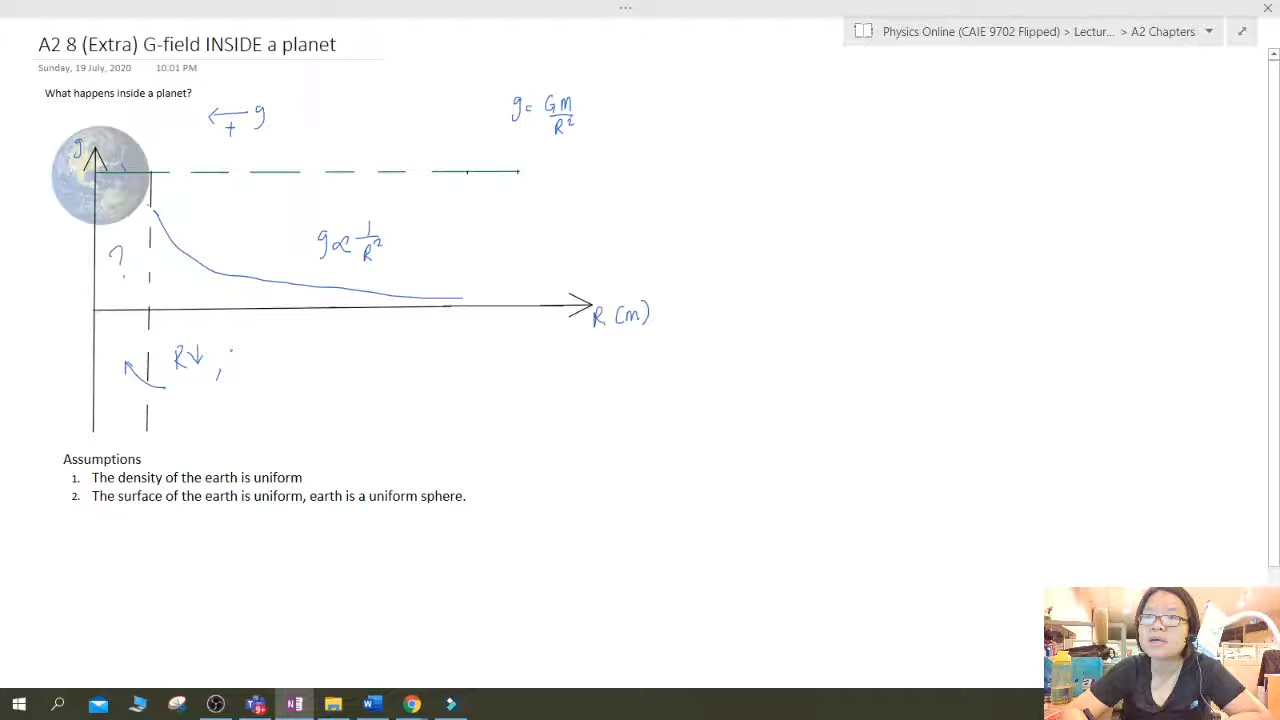 A2 8 (Extra) G-field INSIDE a planet
Physics Online (CAIE 9702 Flipped) > Lectur... > A2 Chapters
Sunday, 19 July, 2020 10:01 PM
What happens inside a planet?
g
+
g = GM/R²
g
g ∝ 1/R²
?
R (m)
R↓ ,
Assumptions
1. The density of the earth is uniform
2. The surface of the earth is uniform, earth is a uniform sphere.